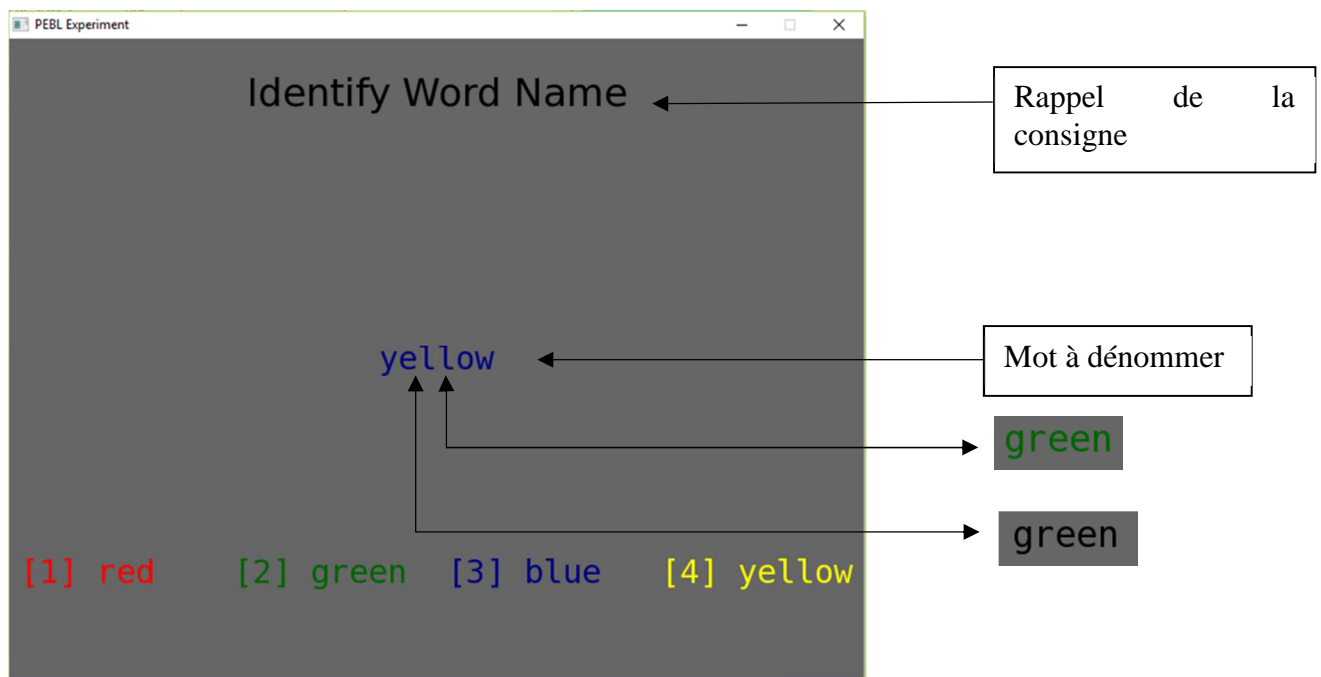 PEBL Experiment
Identify Word Name
Rappel de la
consigne
yellow
Mot à dénommer
green
green
[1] red [2] green [3] blue [4] yellow